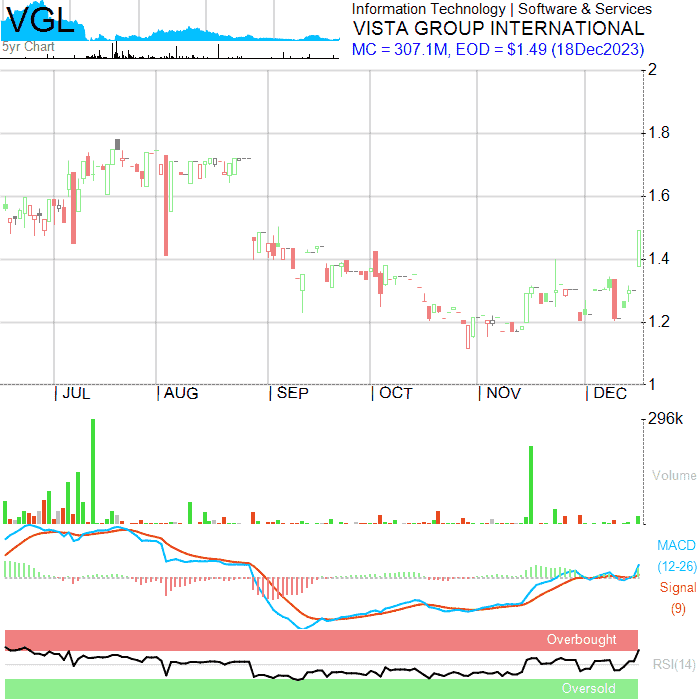 VGL
5yr Chart
Information Technology | Software & Services
VISTA GROUP INTERNATIONAL
MC = 307.1M, EOD = $1.49 (18Dec2023)
2
1.8
1.6
1.4
1.2
1
JUL
AUG
SEP
OCT
NOV
DEC
296k
Volume
MACD
(12-26)
Signal
(9)
Overbought
RSI(14)
Oversold